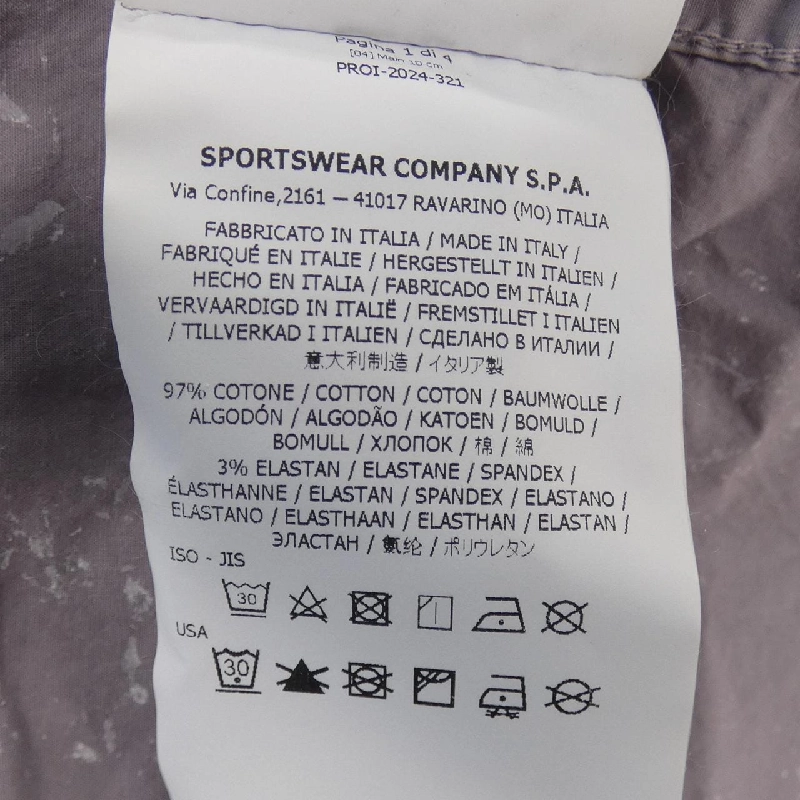 Pagina 1 di 4
[04] Main 10 cm
PROI-2024-321
SPORTSWEAR COMPANY S.P.A.
Via Confine,2161 — 41017 RAVARINO (MO) ITALIA
FABBRICATO IN ITALIA / MADE IN ITALY /
FABRIQUÉ EN ITALIE / HERGESTELLT IN ITALIEN /
HECHO EN ITALIA / FABRICADO EM ITÁLIA /
VERVAARDIGD IN ITALIË / FREMSTILLET I ITALIEN
/ TILLVERKAD I ITALIEN / СДЕЛАНО В ИТАЛИИ /
意大利制造 / イタリア製
97% COTONE / COTTON / COTON / BAUMWOLLE /
ALGODÓN / ALGODÃO / KATOEN / BOMULD /
BOMULL / ХЛОПОК / 棉 / 綿
3% ELASTAN / ELASTANE / SPANDEX /
ÉLASTHANNE / ELASTAN / SPANDEX / ELASTANO /
ELASTANO / ELASTHAAN / ELASTHAN / ELASTAN /
ЭЛАСТАН / 氨纶 / ポリウレタン
ISO - JIS
30
USA
30